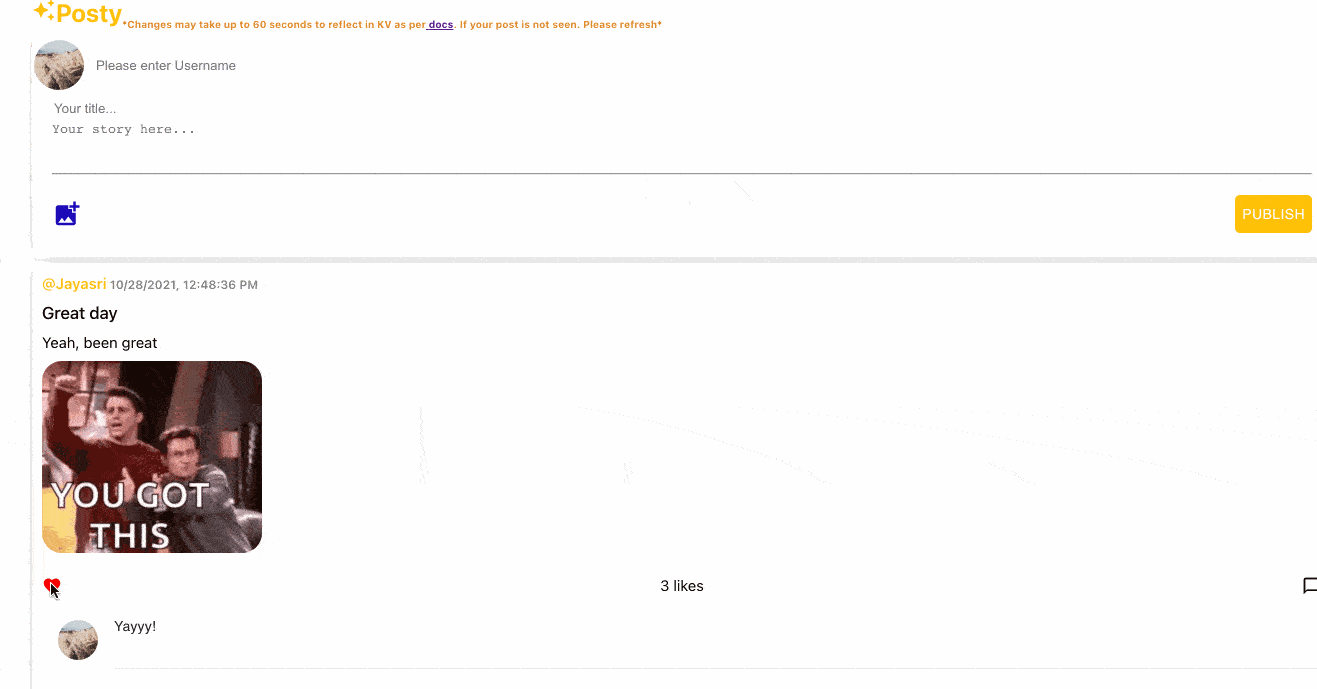 Posty
*Changes may take up to 60 seconds to reflect in KV as per docs. If your post is not seen. Please refresh*
Please enter Username
Your title...
Your story here...
PUBLISH
@Jayasri 10/28/2021, 12:48:36 PM
Great day
Yeah, been great
YOU GOT
THIS
3 likes
Yayyy!